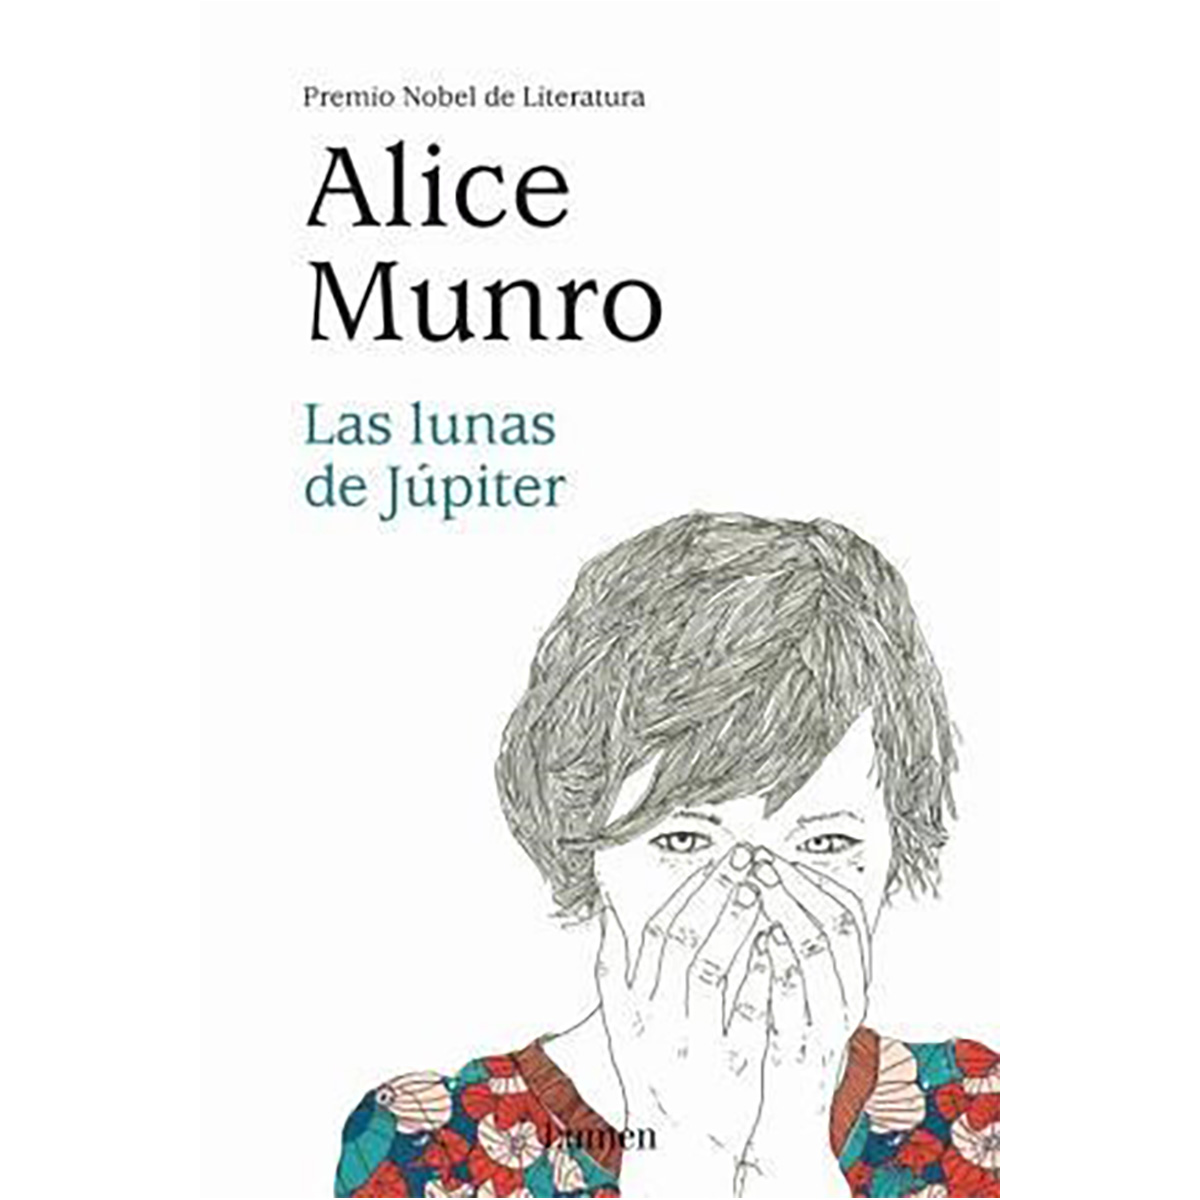 Premio Nobel de Literatura
Alice
Munro
Las lunas
de Júpiter
Lumen